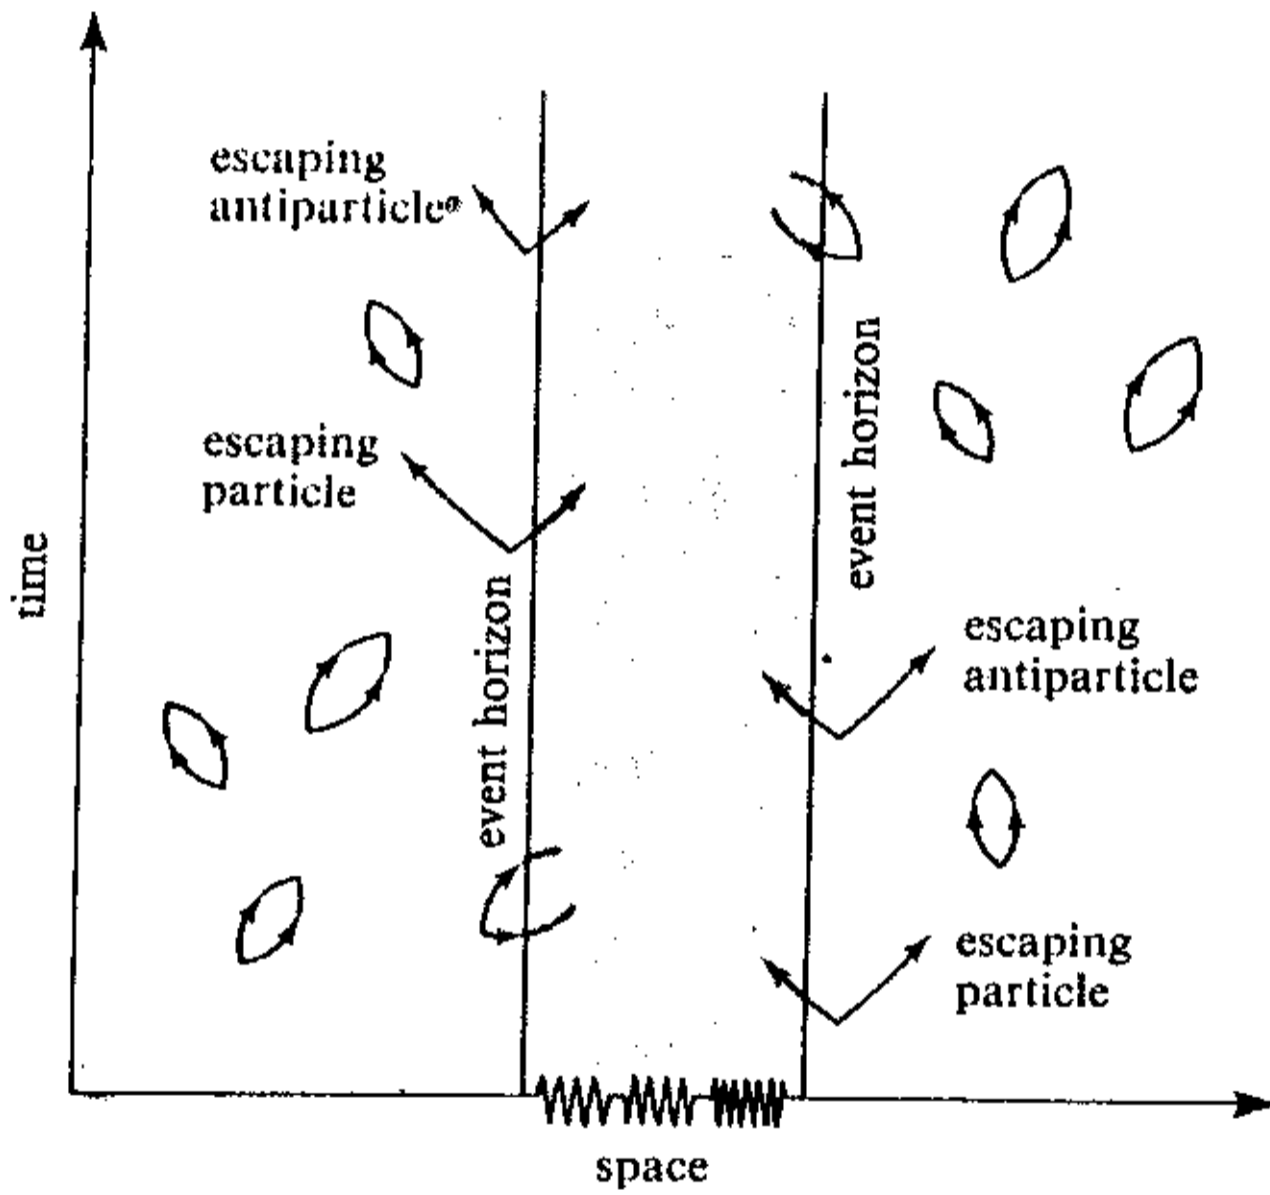 escaping
antiparticle
escaping
particle
time
event horizon
event horizon
escaping
antiparticle
escaping
particle
space